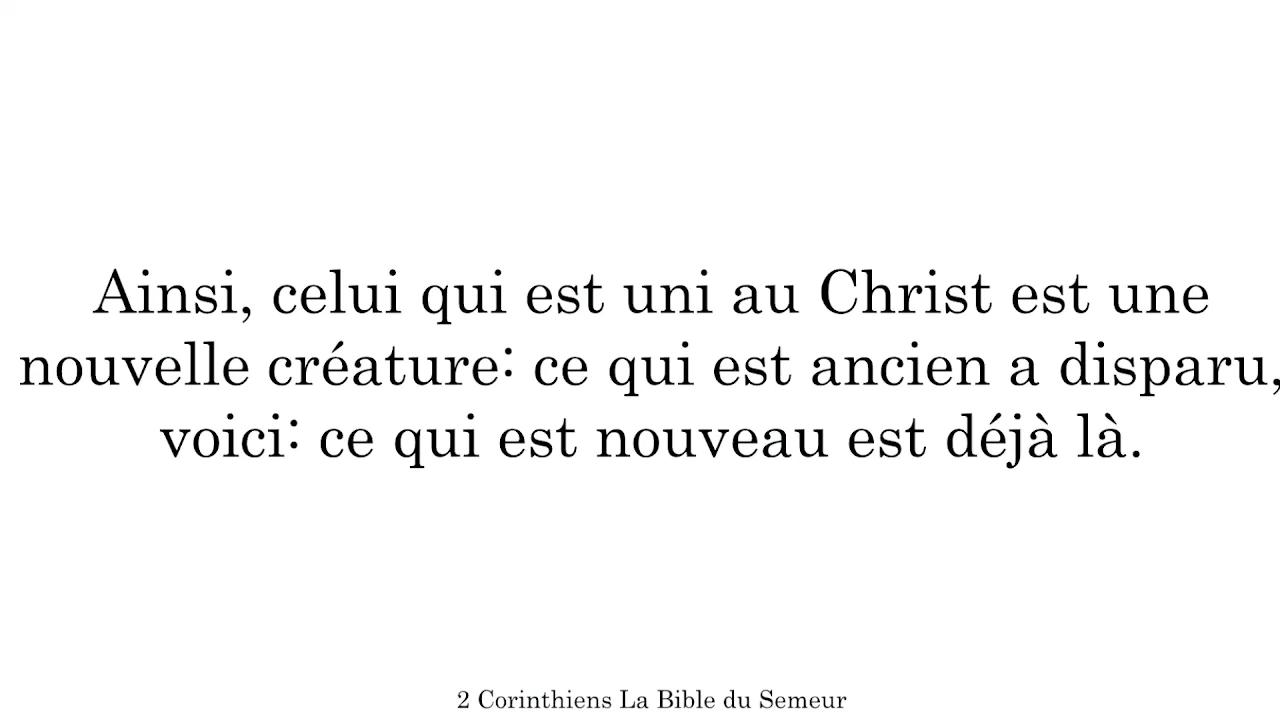 Ainsi, celui qui est uni au Christ est une
nouvelle créature: ce qui est ancien a disparu,
voici: ce qui est nouveau est déjà là.
2 Corinthiens La Bible du Semeur